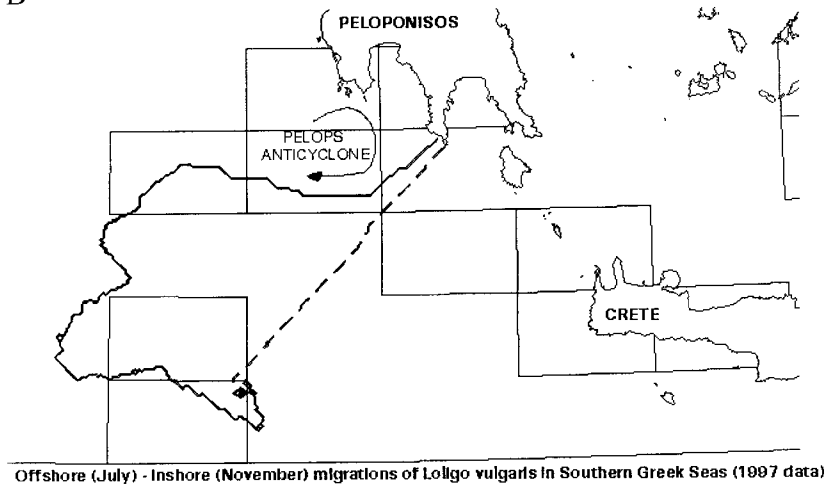 B
PELOPONISOS
PELOPS
ANTICYCLONE
CRETE
Offshore (July) - Inshore (November) migrations of Loligo vulgaris in Southern Greek Seas (1997 data)